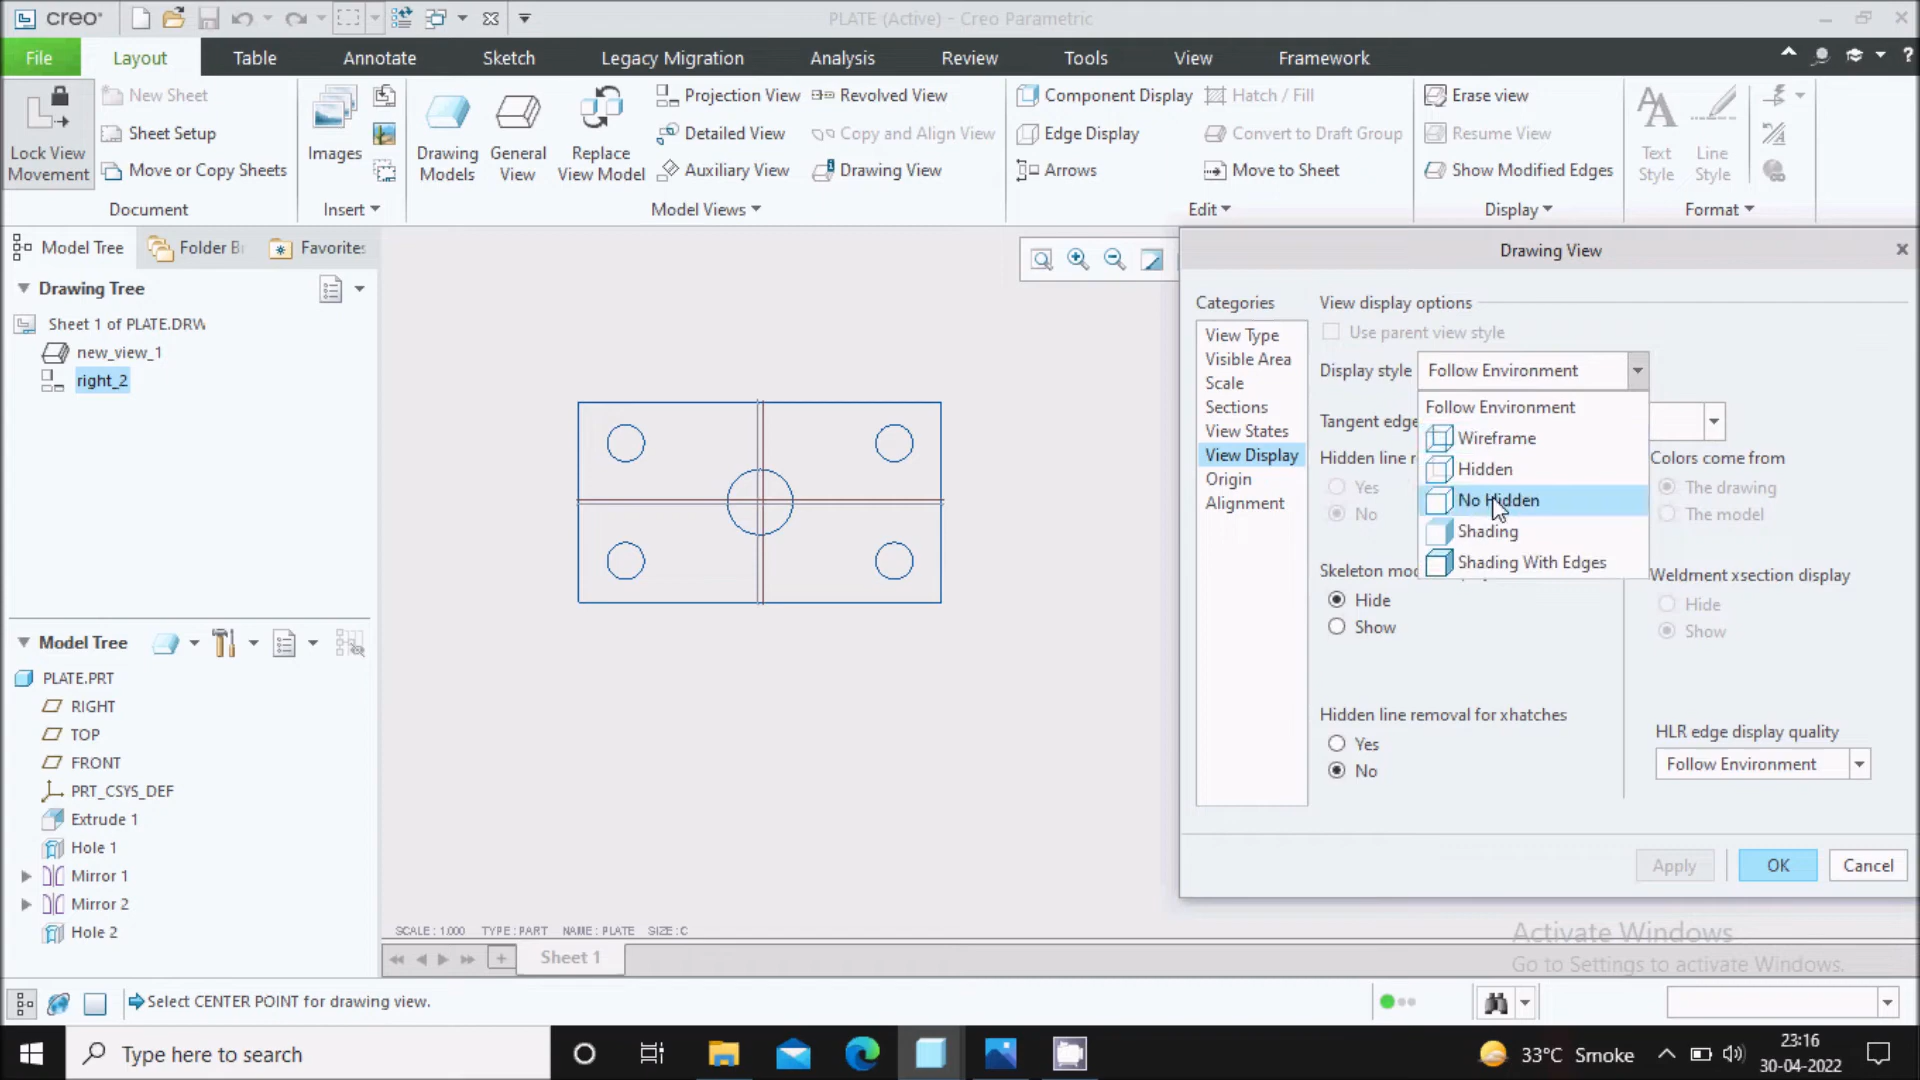 creo®
PLATE (Active) - Creo Parametric
File
Layout
Table
Annotate
Sketch
Legacy Migration
Analysis
Review
Tools
View
Framework
Lock View
Movement
New Sheet
Sheet Setup
Move or Copy Sheets
Document
Images
Insert
Drawing
Models
General
View
Replace
View Model
Projection View
Detailed View
Auxiliary View
Revolved View
Copy and Align View
Drawing View
Model Views
Component Display
Edge Display
Arrows
Hatch / Fill
Convert to Draft Group
Move to Sheet
Edit
Erase view
Resume View
Show Modified Edges
Display
Text
Style
Line
Style
Format
Model Tree
Folder B
Favorites
Drawing Tree
Sheet 1 of PLATE.DRW
new_view_1
right_2
Model Tree
PLATE.PRT
RIGHT
TOP
FRONT
PRT_CSYS_DEF
Extrude 1
Hole 1
Mirror 1
Mirror 2
Hole 2
Drawing View
Categories
View Type
Visible Area
Scale
Sections
View States
View Display
Origin
Alignment
View display options
Use parent view style
Display style
Follow Environment
Follow Environment
Wireframe
Hidden
No Hidden
Shading
Shading With Edges
Tangent edge
Hidden line r
Yes
No
Colors come from
The drawing
The model
Skeleton mo
Hide
Show
Weldment xsection display
Hide
Show
Hidden line removal for xhatches
Yes
No
HLR edge display quality
Follow Environment
Apply
OK
Cancel
Activate Windows
Go to Settings to activate Windows.
SCALE : 1.000 TYPE : PART NAME : PLATE SIZE : C
Sheet 1
Select CENTER POINT for drawing view.
Type here to search
33°C Smoke
23:16
30-04-2022